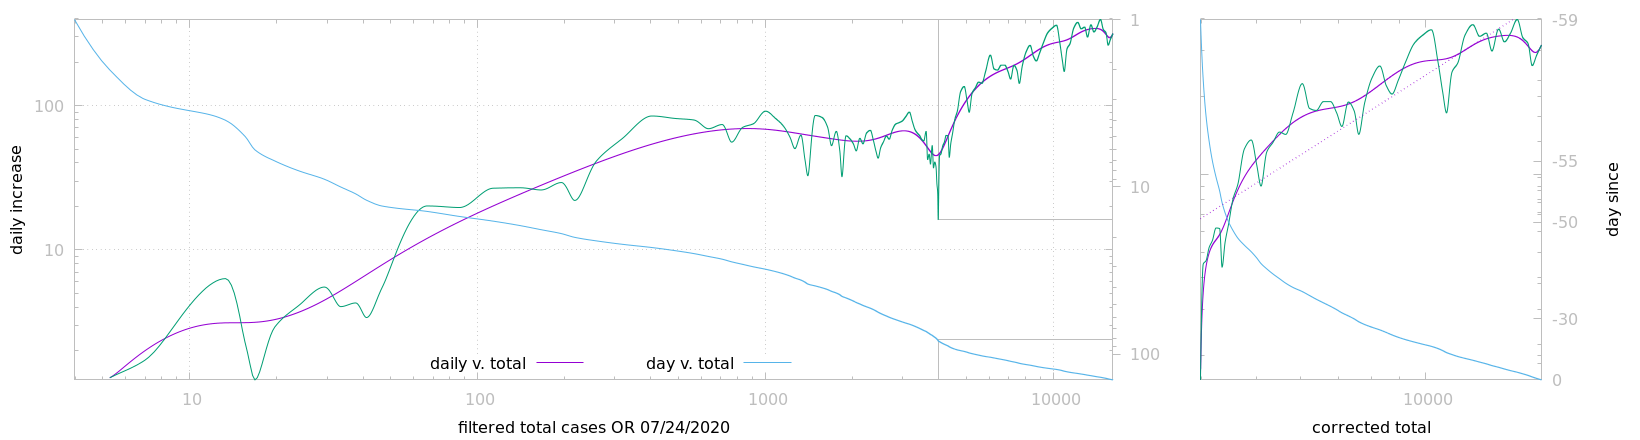 daily increase
100
10
daily v. total
day v. total
10
100
1000
10000
filtered total cases OR 07/24/2020
1
10
100
-59
-55
-50
-30
0
day since
10000
corrected total